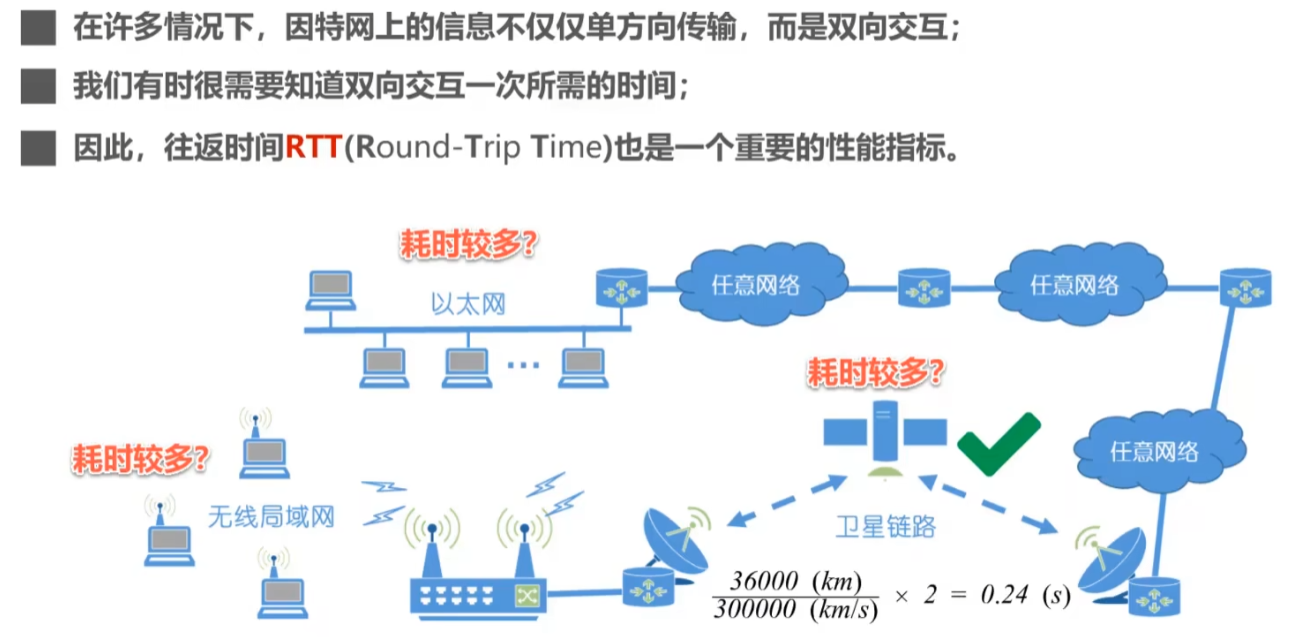 在许多情况下，因特网上的信息不仅仅单方向传输，而是双向交互；
我们有时很需要知道双向交互一次所需的时间；
因此，往返时间RTT(Round-Trip Time)也是一个重要的性能指标。
耗时较多？
以太网
任意网络
任意网络
耗时较多？
耗时较多？
任意网络
无线局域网
卫星链路
36000 (km)
300000 (km/s)
× 2 = 0.24 (s)